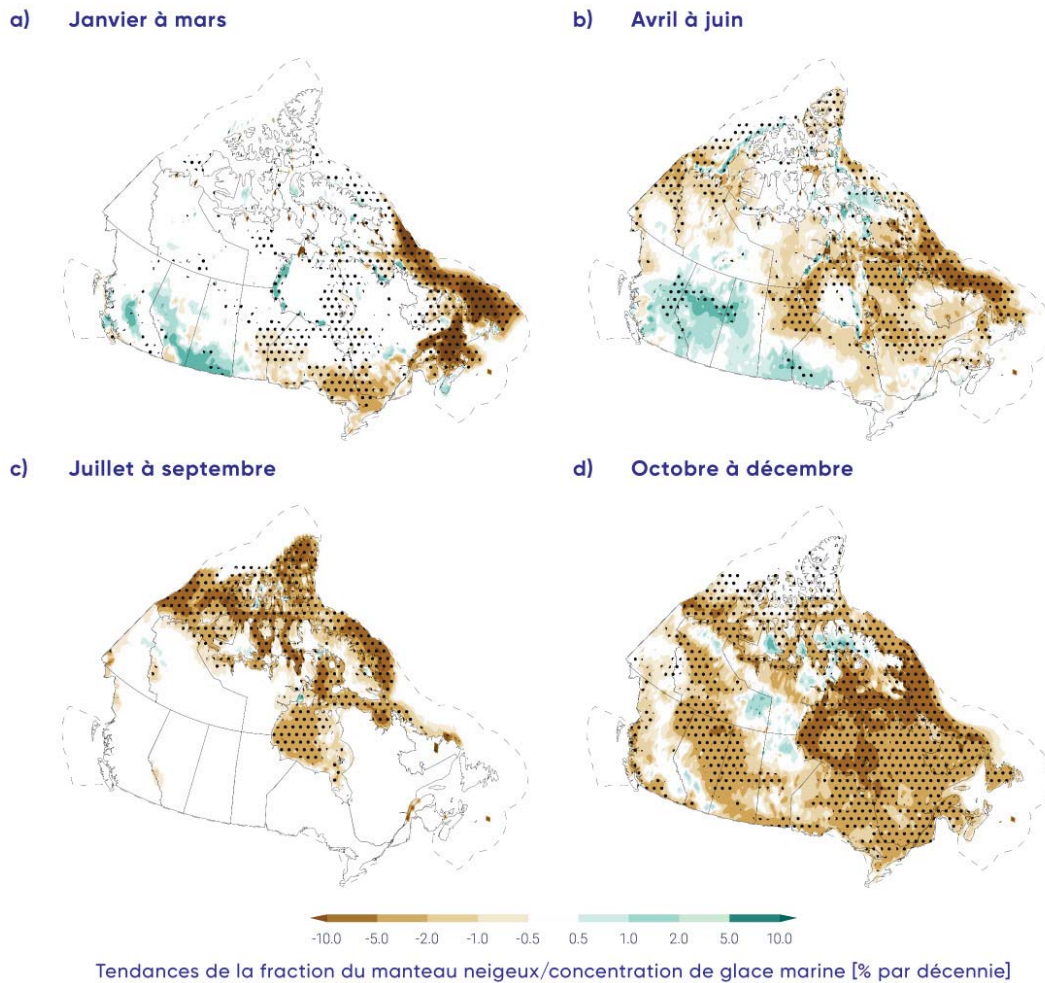 a) Janvier à mars
b) Avril à juin
c) Juillet à septembre
d) Octobre à décembre
-10.0 -5.0 -2.0 -1.0 -0.5 0.5 1.0 2.0 5.0 10.0
Tendances de la fraction du manteau neigeux/concentration de glace marine [% par décennie]